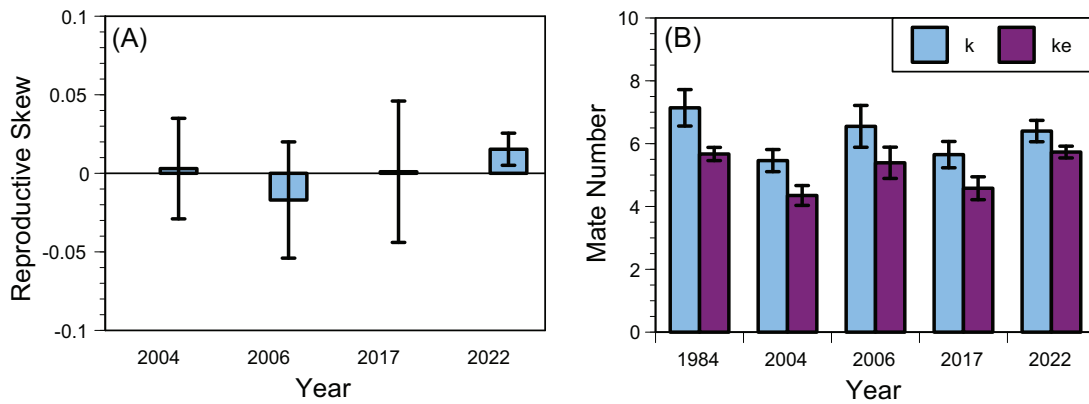 (A)
Reproductive Skew
0.1
0.05
0
-0.05
-0.1
2004 2006 2017 2022
Year
(B)
k ke
Mate Number
10
8
6
4
2
0
1984 2004 2006 2017 2022
Year